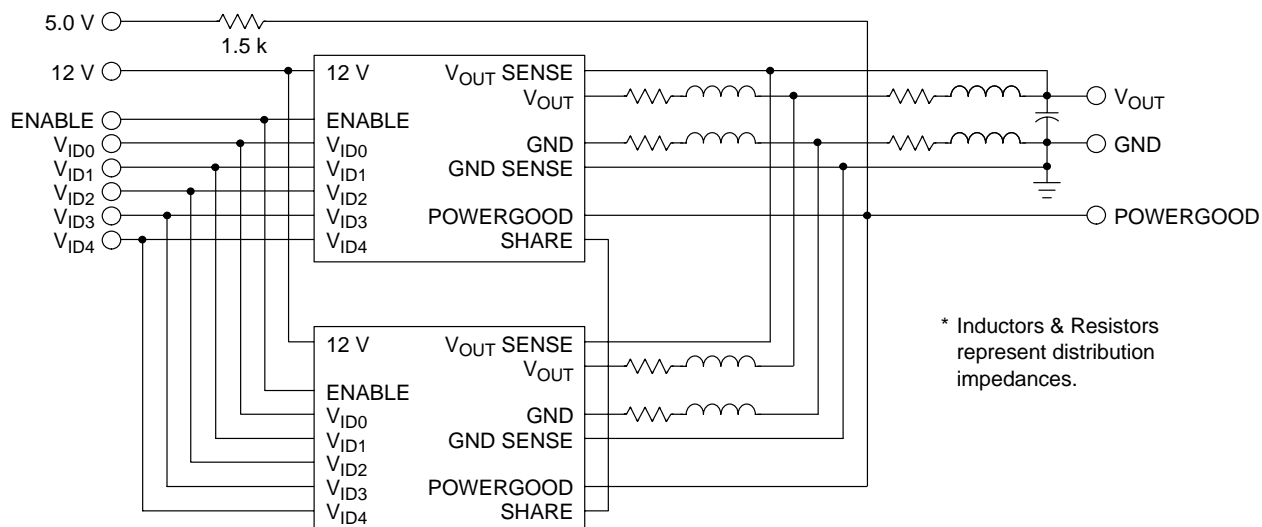 5.0 V
1.5 k
12 V
ENABLE
VID0
VID1
VID2
VID3
VID4
12 V
ENABLE
VID0
VID1
VID2
VID3
VID4
VOUT SENSE
VOUT
GND
GND SENSE
POWERGOOD
SHARE
VOUT
GND
POWERGOOD
12 V
ENABLE
VID0
VID1
VID2
VID3
VID4
VOUT SENSE
VOUT
GND
GND SENSE
POWERGOOD
SHARE
* Inductors & Resistors
represent distribution
impedances.